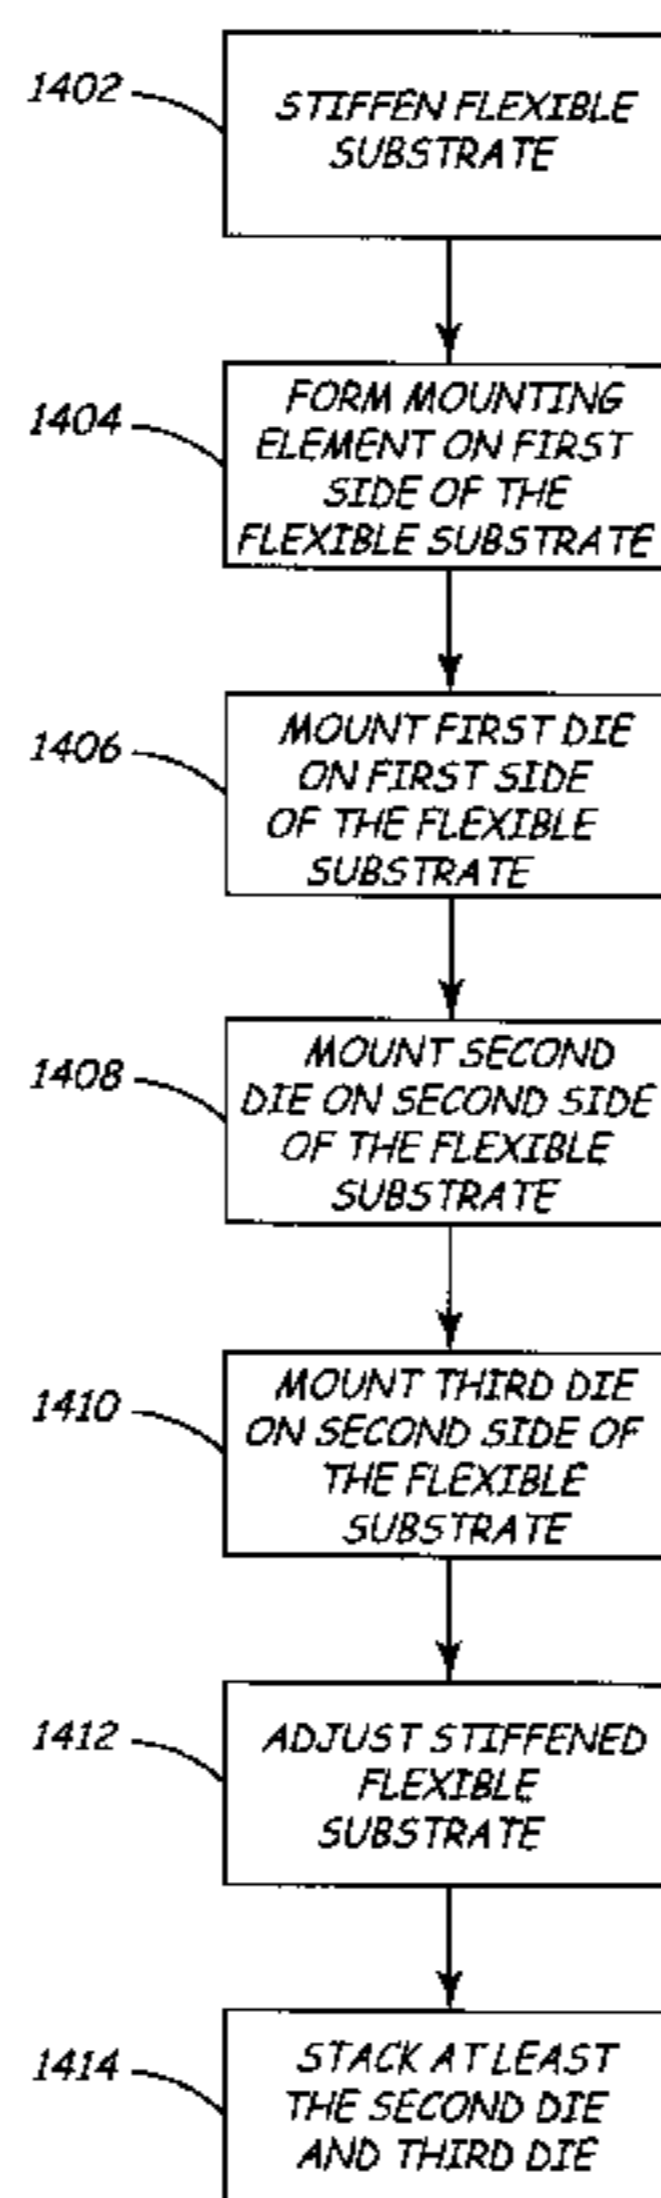 1402
STIFFEN FLEXIBLE
SUBSTRATE
1404
FORM MOUNTING
ELEMENT ON FIRST
SIDE OF THE
FLEXIBLE SUBSTRATE
1406
MOUNT FIRST DIE
ON FIRST SIDE
OF THE FLEXIBLE
SUBSTRATE
1408
MOUNT SECOND
DIE ON SECOND SIDE
OF THE FLEXIBLE
SUBSTRATE
1410
MOUNT THIRD DIE
ON SECOND SIDE OF
THE FLEXIBLE
SUBSTRATE
1412
ADJUST STIFFENED
FLEXIBLE
SUBSTRATE
1414
STACK AT LEAST
THE SECOND DIE
AND THIRD DIE